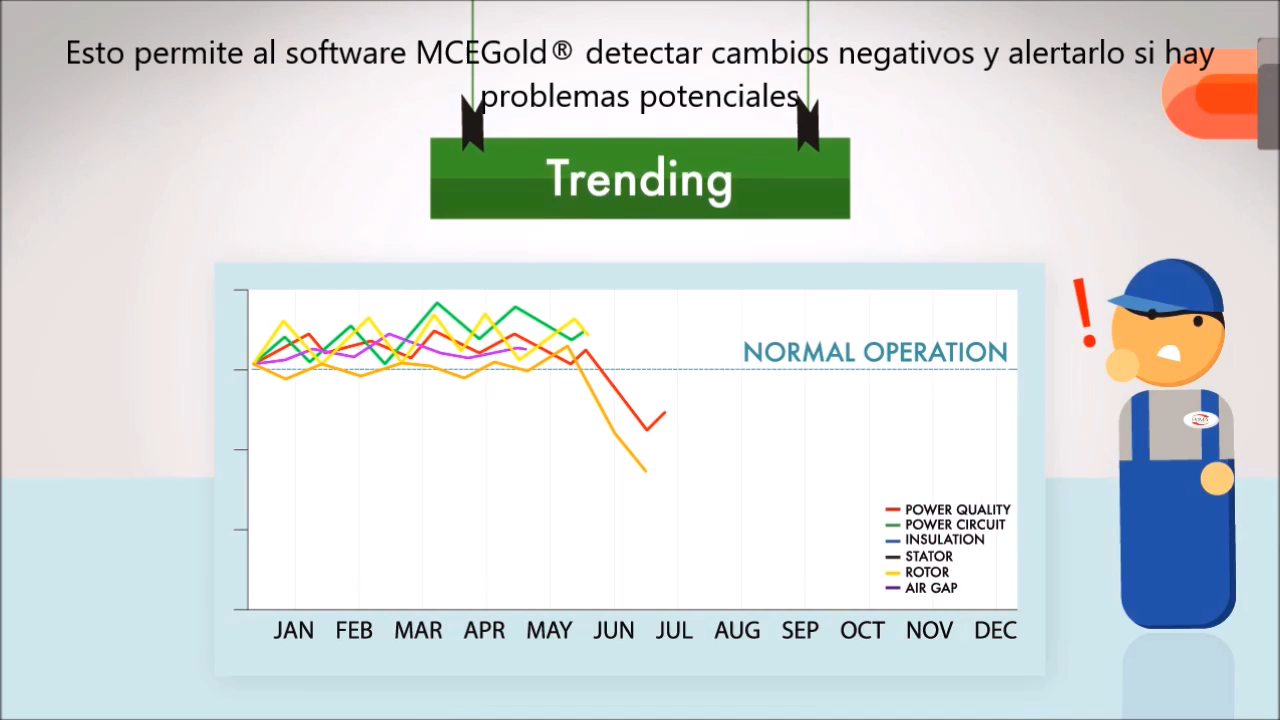 Esto permite al software MCEGold® detectar cambios negativos y alertarlo si hay
problemas potenciales
Trending
NORMAL OPERATION
POWER QUALITY
POWER CIRCUIT
INSULATION
STATOR
ROTOR
AIR GAP
JAN FEB MAR APR MAY JUN JUL AUG SEP OCT NOV DEC